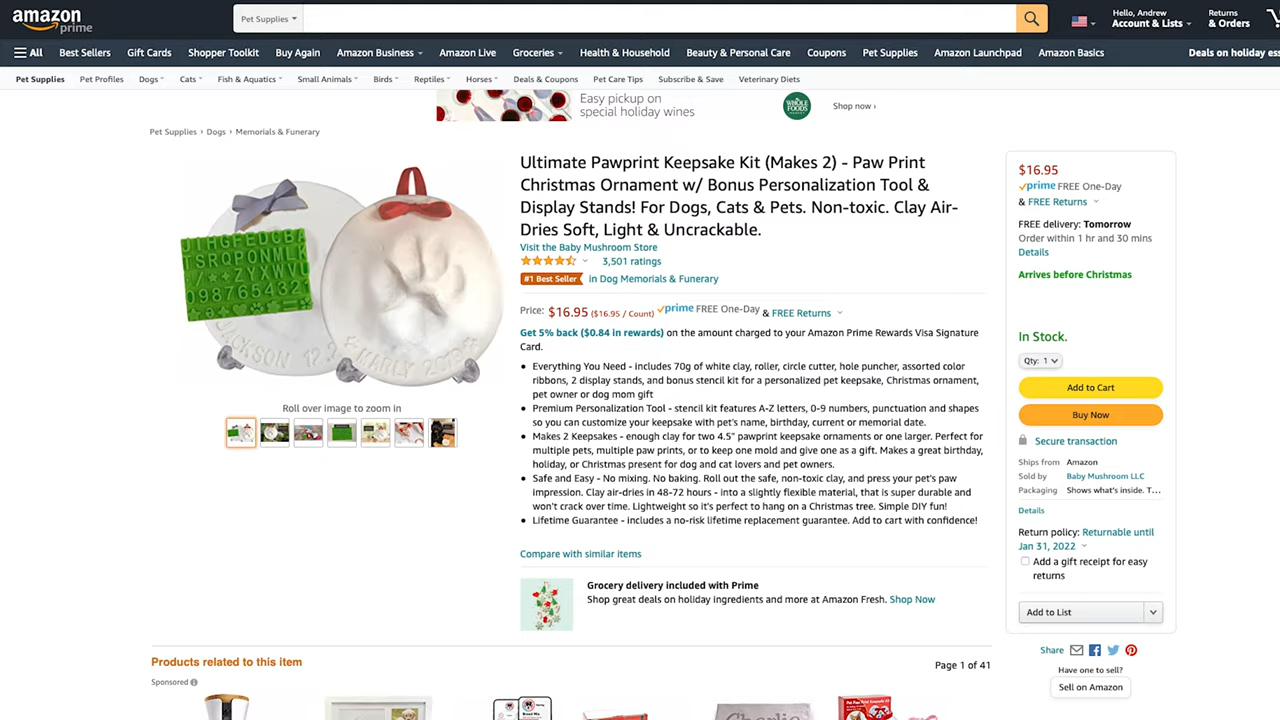 amazon
prime
Pet Supplies
Hello, Andrew
Account & Lists
Returns
& Orders
All
Best Sellers
Gift Cards
Shopper Toolkit
Buy Again
Amazon Business
Amazon Live
Groceries
Health & Household
Beauty & Personal Care
Coupons
Pet Supplies
Amazon Launchpad
Amazon Basics
Deals on holiday es
Pet Supplies
Pet Profiles
Dogs
Cats
Fish & Aquatics
Small Animals
Birds
Reptiles
Horses
Deals & Coupons
Pet Care Tips
Subscribe & Save
Veterinary Diets
Easy pickup on
special holiday wines
WHOLE
FOODS
MARKET
Shop now ›
Pet Supplies › Dogs › Memorials & Funerary
JIHGFEDCBA
TSRQPONMLK
ZYXWVU
0987654321
JACKSON 12
MARLY 2018
Roll over image to zoom in
Ultimate Pawprint Keepsake Kit (Makes 2) - Paw Print
Christmas Ornament w/ Bonus Personalization Tool &
Display Stands! For Dogs, Cats & Pets. Non-toxic. Clay Air-
Dries Soft, Light & Uncrackable.
Visit the Baby Mushroom Store
3,501 ratings
#1 Best Seller in Dog Memorials & Funerary
Price: $16.95 ($16.95 / Count) prime FREE One-Day & FREE Returns
Get 5% back ($0.84 in rewards) on the amount charged to your Amazon Prime Rewards Visa Signature
Card.
• Everything You Need - includes 70g of white clay, roller, circle cutter, hole puncher, assorted color
ribbons, 2 display stands, and bonus stencil kit for a personalized pet keepsake, Christmas ornament,
pet owner or dog mom gift
• Premium Personalization Tool - stencil kit features A-Z letters, 0-9 numbers, punctuation and shapes
so you can customize your keepsake with pet's name, birthday, current or memorial date.
• Makes 2 Keepsakes - enough clay for two 4.5" pawprint keepsake ornaments or one larger. Perfect for
multiple pets, multiple paw prints, or to keep one mold and give one as a gift. Makes a great birthday,
holiday, or Christmas present for dog and cat lovers and pet owners.
• Safe and Easy - No mixing. No baking. Roll out the safe, non-toxic clay, and press your pet's paw
impression. Clay air-dries in 48-72 hours - into a slightly flexible material, that is super durable and
won't crack over time. Lightweight so it's perfect to hang on a Christmas tree. Simple DIY fun!
• Lifetime Guarantee - includes a no-risk lifetime replacement guarantee. Add to cart with confidence!
Compare with similar items
Grocery delivery included with Prime
Shop great deals on holiday ingredients and more at Amazon Fresh. Shop Now
$16.95
prime FREE One-Day
& FREE Returns
FREE delivery: Tomorrow
Order within 1 hr and 30 mins
Details
Arrives before Christmas
In Stock.
Qty: 1
Add to Cart
Buy Now
Secure transaction
Ships from Amazon
Sold by Baby Mushroom LLC
Packaging Shows what's inside. T…
Details
Return policy: Returnable until
Jan 31, 2022
Add a gift receipt for easy
returns
Add to List
Share
Have one to sell?
Sell on Amazon
Products related to this item
Page 1 of 41
Sponsored
Charlie